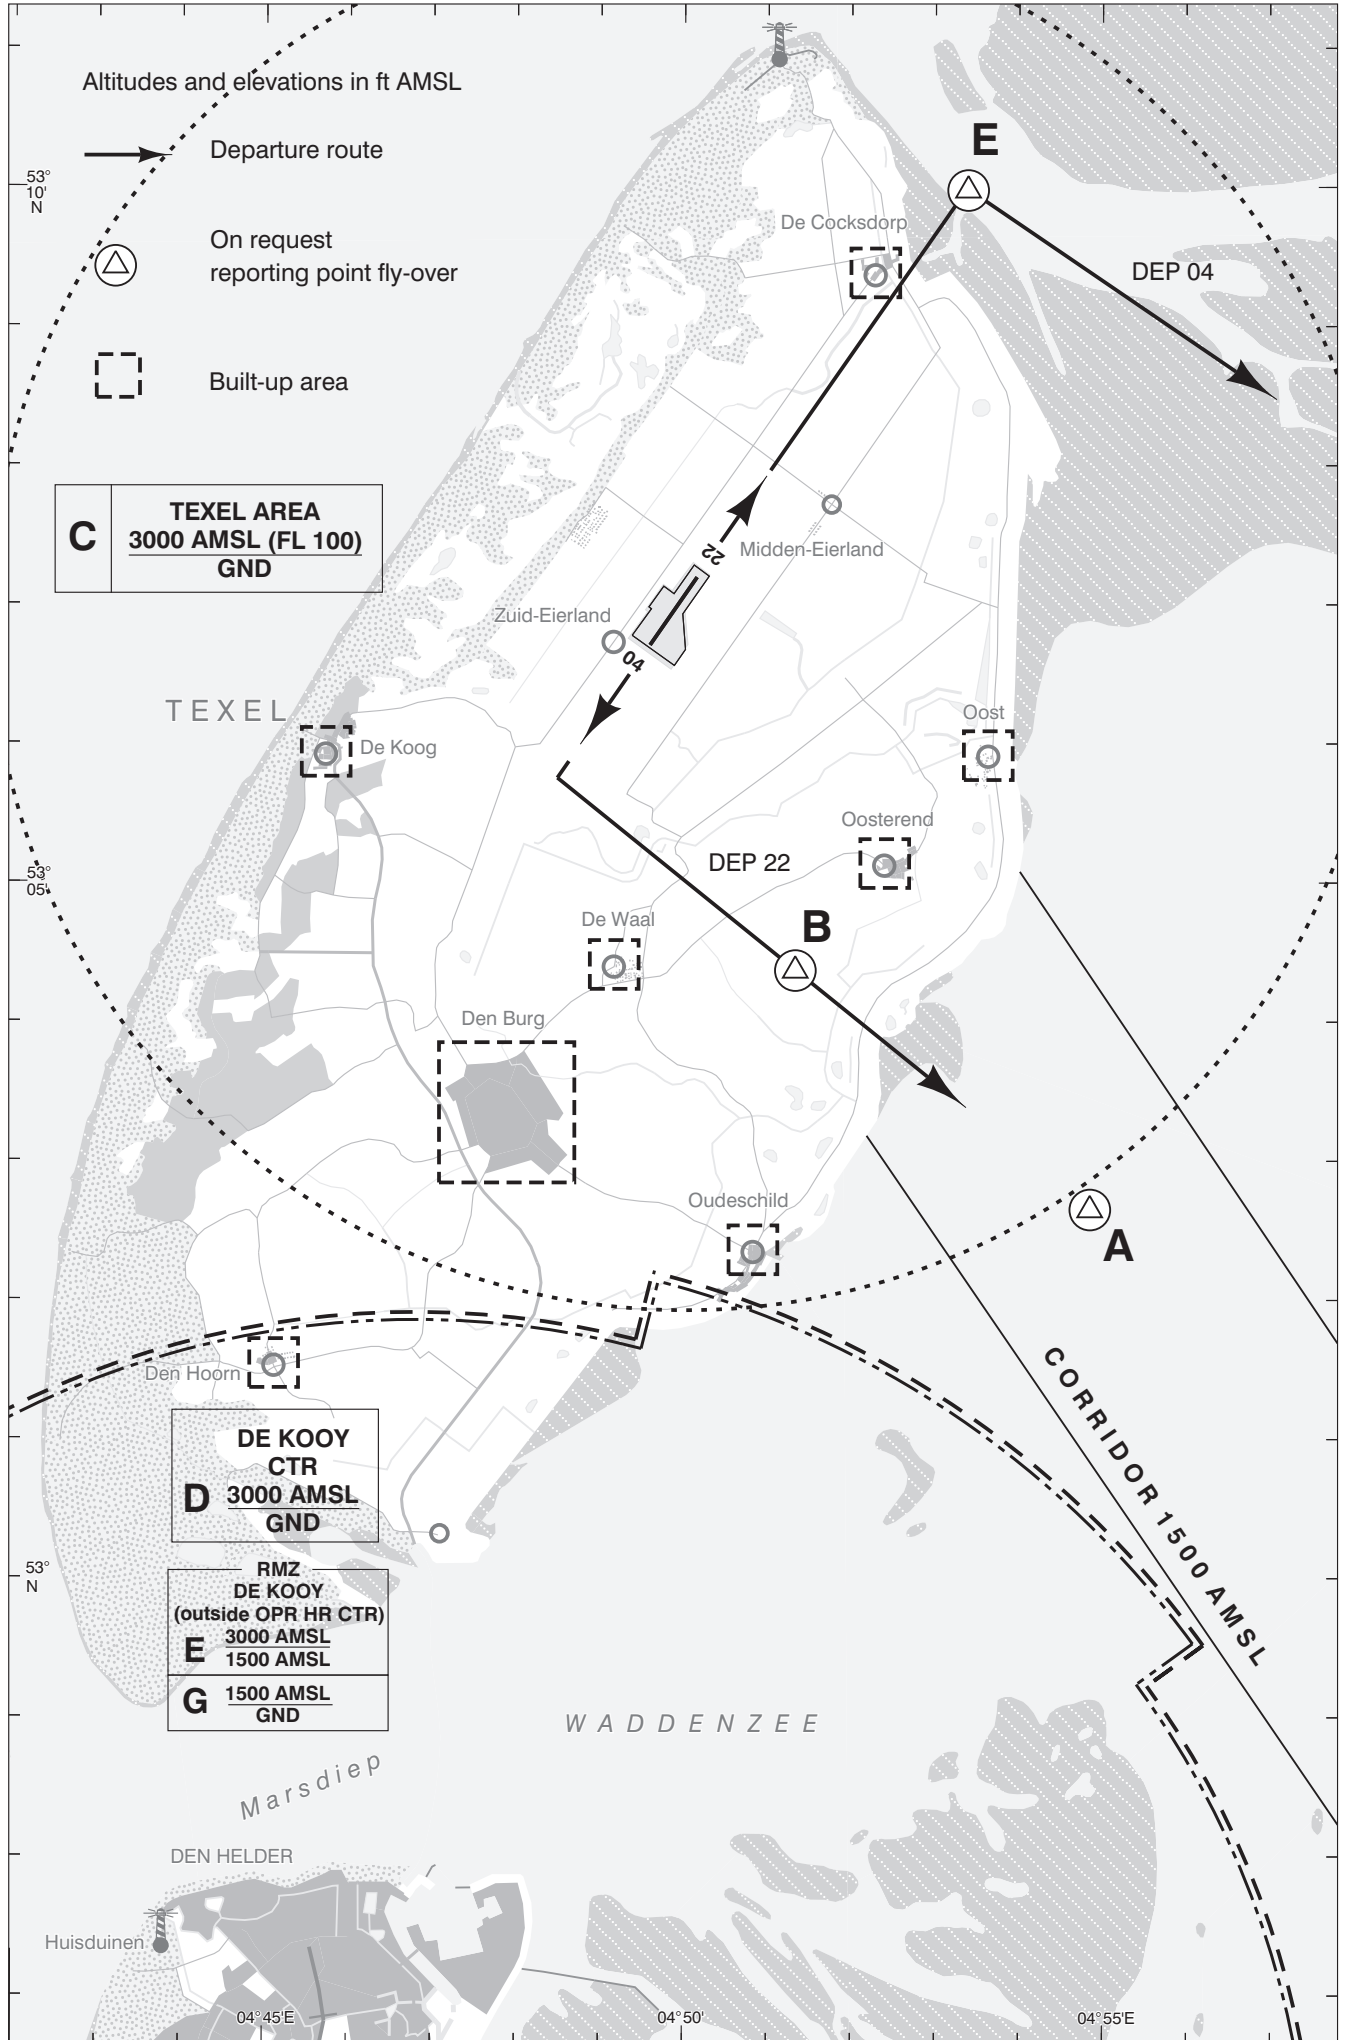 Altitudes and elevations in ft AMSL
Departure route
53°
10'
N
On request
reporting point fly-over
Built-up area
E
De Cocksdorp
DEP 04
C
TEXEL AREA
3000 AMSL (FL 100)
GND
22
Midden-Eierland
Zuid-Eierland
04
TEXEL
De Koog
Oost
Oosterend
DEP 22
53°
05'
De Waal
B
Den Burg
Oudeschild
A
Den Hoorn
CORRIDOR 1500 AMSL
DE KOOY
CTR
D
3000 AMSL
GND
53°
N
RMZ
DE KOOY
(outside OPR HR CTR)
E
3000 AMSL
1500 AMSL
G
1500 AMSL
GND
WADDENZEE
Marsdiep
DEN HELDER
Huisduinen
04°45'E
04°50'
04°55'E